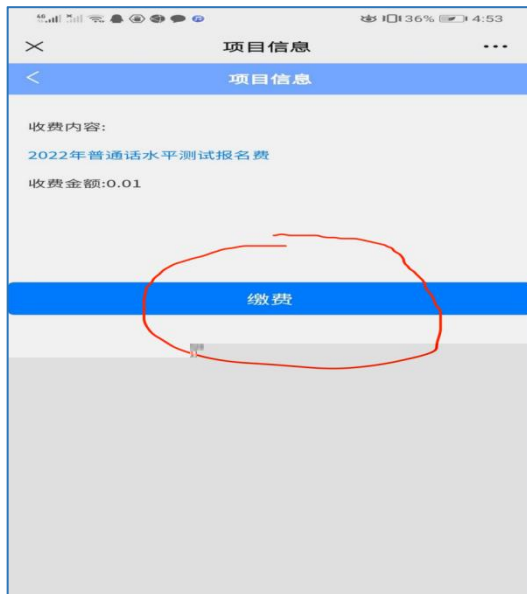 36% 4:53
项目信息
项目信息
收费内容:
2022年普通话水平测试报名费
收费金额:0.01
缴费